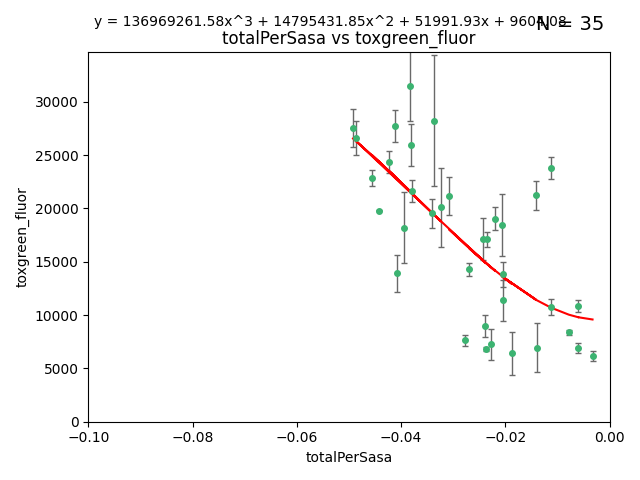 y = 136969261.58x^3 + 14795431.85x^2 + 51991.93x + 9604.08
N = 35
totalPerSasa vs toxgreen_fluor
30000
25000
20000
15000
10000
5000
0
toxgreen_fluor
−0.10 −0.08 −0.06 −0.04 −0.02 0.00
totalPerSasa